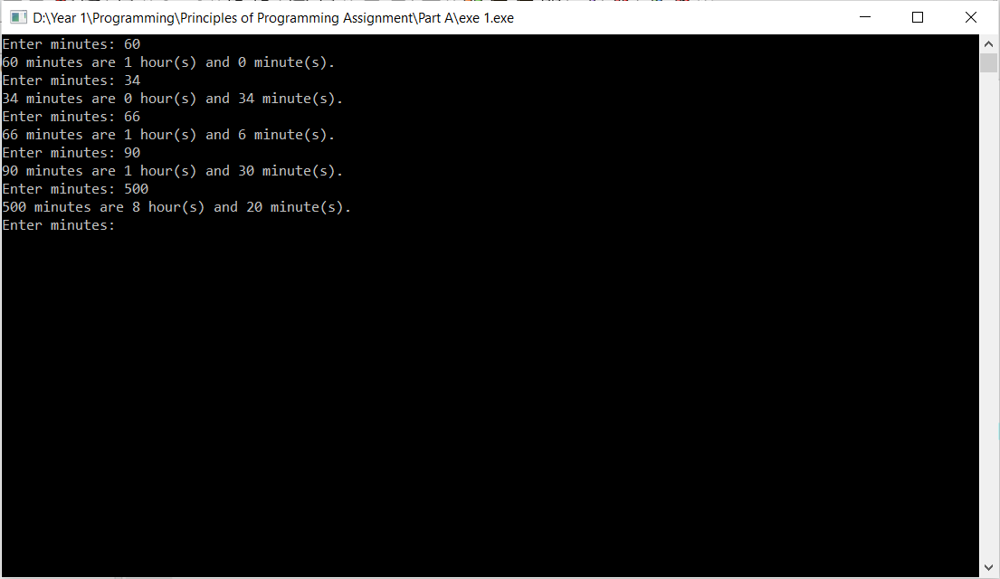 D:\Year 1\Programming\Principles of Programming Assignment\Part A\exe 1.exe
Enter minutes: 60
60 minutes are 1 hour(s) and 0 minute(s).
Enter minutes: 34
34 minutes are 0 hour(s) and 34 minute(s).
Enter minutes: 66
66 minutes are 1 hour(s) and 6 minute(s).
Enter minutes: 90
90 minutes are 1 hour(s) and 30 minute(s).
Enter minutes: 500
500 minutes are 8 hour(s) and 20 minute(s).
Enter minutes: